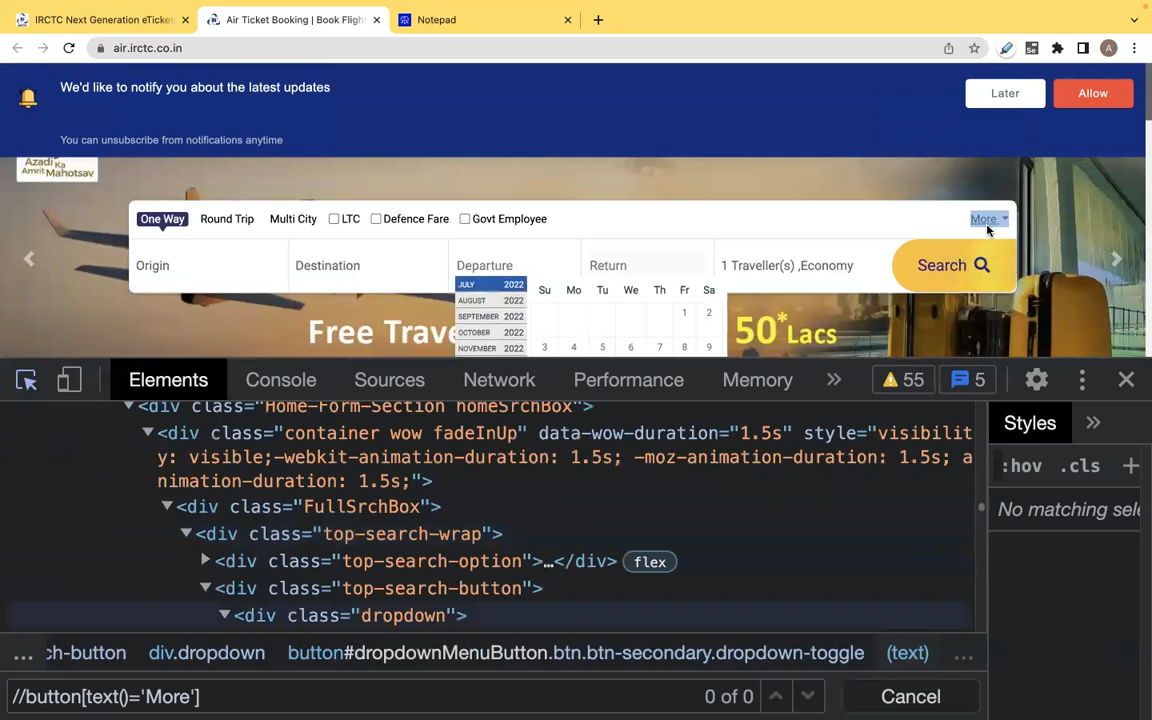 IRCTC Next Generation eTicket
Air Ticket Booking | Book Fligh
Notepad
air.irctc.co.in
A
We'd like to notify you about the latest updates
Later
Allow
You can unsubscribe from notifications anytime
Azadi Ka
Amrit Mahotsav
One Way
Round Trip
Multi City
LTC
Defence Fare
Govt Employee
More
Origin
Destination
Departure
Return
1 Traveller(s) ,Economy
Search
JULY 2022
AUGUST 2022
SEPTEMBER 2022
OCTOBER 2022
NOVEMBER 2022
Su Mo Tu We Th Fr Sa
1 2
3 4 5 6 7 8 9
Free Trave
50* Lacs
Elements
Console
Sources
Network
Performance
Memory
55
5
<div class="Home-Form-Section homeSrchBox">
<div class="container wow fadeInUp" data-wow-duration="1.5s" style="visibilit
y: visible;-webkit-animation-duration: 1.5s; -moz-animation-duration: 1.5s; a
nimation-duration: 1.5s;">
<div class="FullSrchBox">
<div class="top-search-wrap">
<div class="top-search-option">…</div> flex
<div class="top-search-button">
<div class="dropdown">
Styles
:hov .cls +
No matching sele
… ch-button div.dropdown button#dropdownMenuButton.btn.btn-secondary.dropdown-toggle (text) …
//button[text()='More']
0 of 0
Cancel